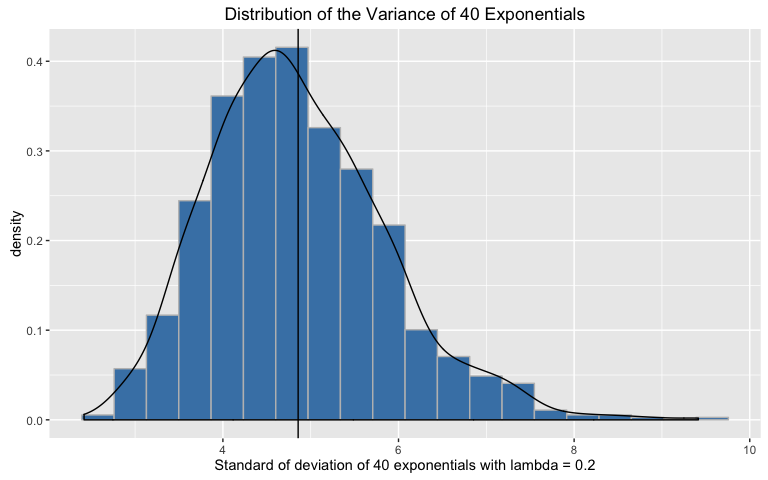 Distribution of the Variance of 40 Exponentials
density
0.4
0.3
0.2
0.1
0.0
4 6 8 10
Standard of deviation of 40 exponentials with lambda = 0.2